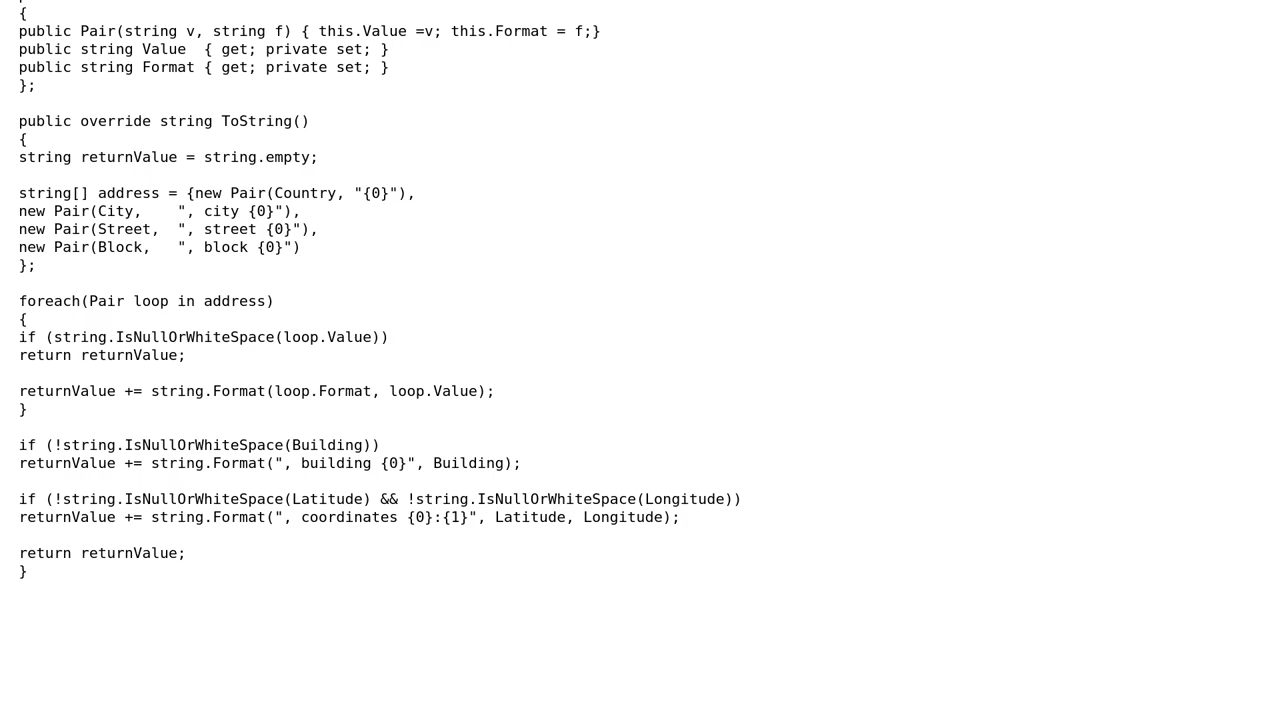 {
public Pair(string v, string f) { this.Value =v; this.Format = f;}
public string Value  { get; private set; }
public string Format { get; private set; }
};

public override string ToString()
{
string returnValue = string.empty;

string[] address = {new Pair(Country, "{0}"),
new Pair(City,    ", city {0}"),
new Pair(Street,  ", street {0}"),
new Pair(Block,   ", block {0}")
};

foreach(Pair loop in address)
{
if (string.IsNullOrWhiteSpace(loop.Value))
return returnValue;

returnValue += string.Format(loop.Format, loop.Value);
}

if (!string.IsNullOrWhiteSpace(Building))
returnValue += string.Format(", building {0}", Building);

if (!string.IsNullOrWhiteSpace(Latitude) && !string.IsNullOrWhiteSpace(Longitude))
returnValue += string.Format(", coordinates {0}:{1}", Latitude, Longitude);

return returnValue;
}